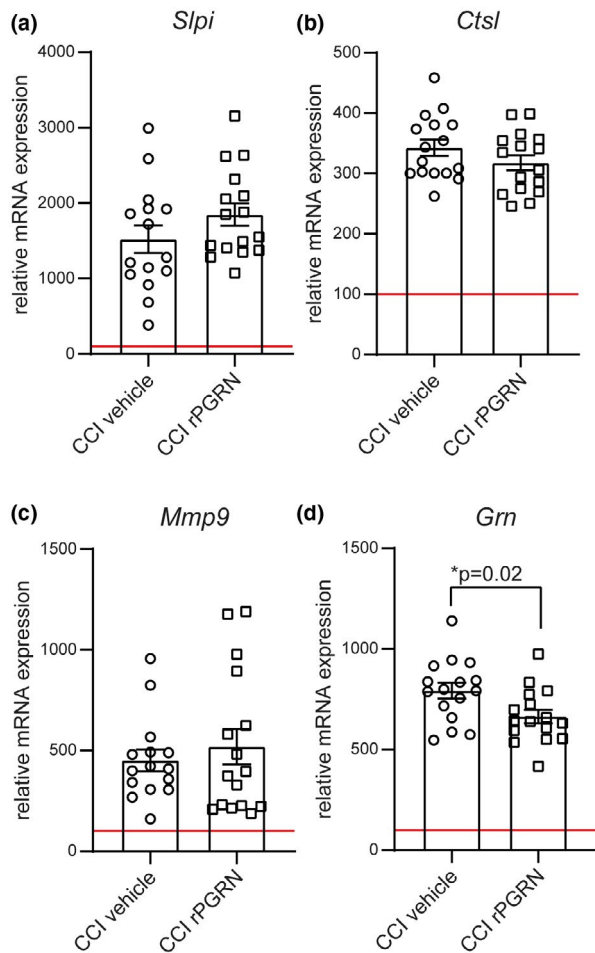 (a) Slpi
relative mRNA expression
4000
3000
2000
1000
0
CCI vehicle
CCI rPGRN
(b) Ctsl
relative mRNA expression
500
400
300
200
100
0
CCI vehicle
CCI rPGRN
(c) Mmp9
relative mRNA expression
1500
1000
500
0
CCI vehicle
CCI rPGRN
(d) Grn
relative mRNA expression
1500
1000
500
0
*p=0.02
CCI vehicle
CCI rPGRN